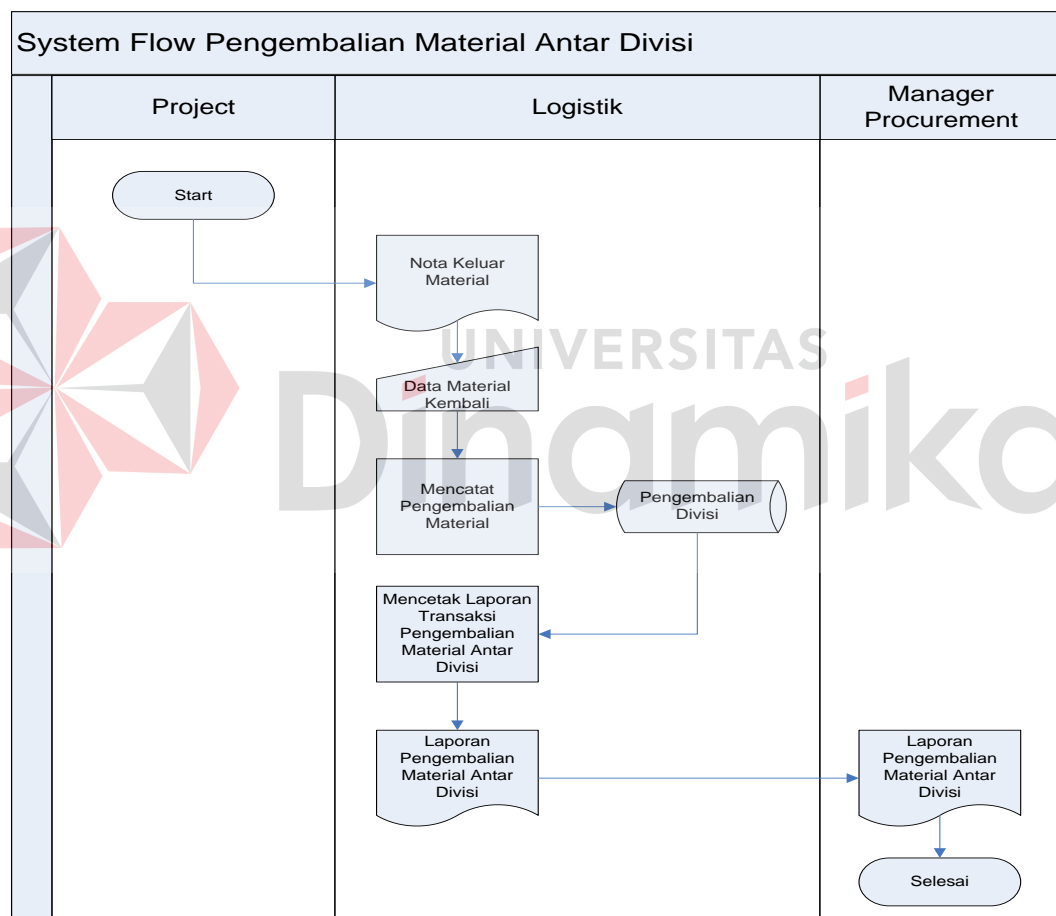 System Flow Pengembalian Material Antar Divisi
Project
Logistik
Manager
Procurement
Start
Nota Keluar
Material
UNIVERSITAS
Dinamika
Data Material
Kembali
Mencatat
Pengembalian
Material
Pengembalian
Divisi
Mencetak Laporan
Transaksi
Pengembalian
Material Antar
Divisi
Laporan
Pengembalian
Material Antar
Divisi
Laporan
Pengembalian
Material Antar
Divisi
Selesai